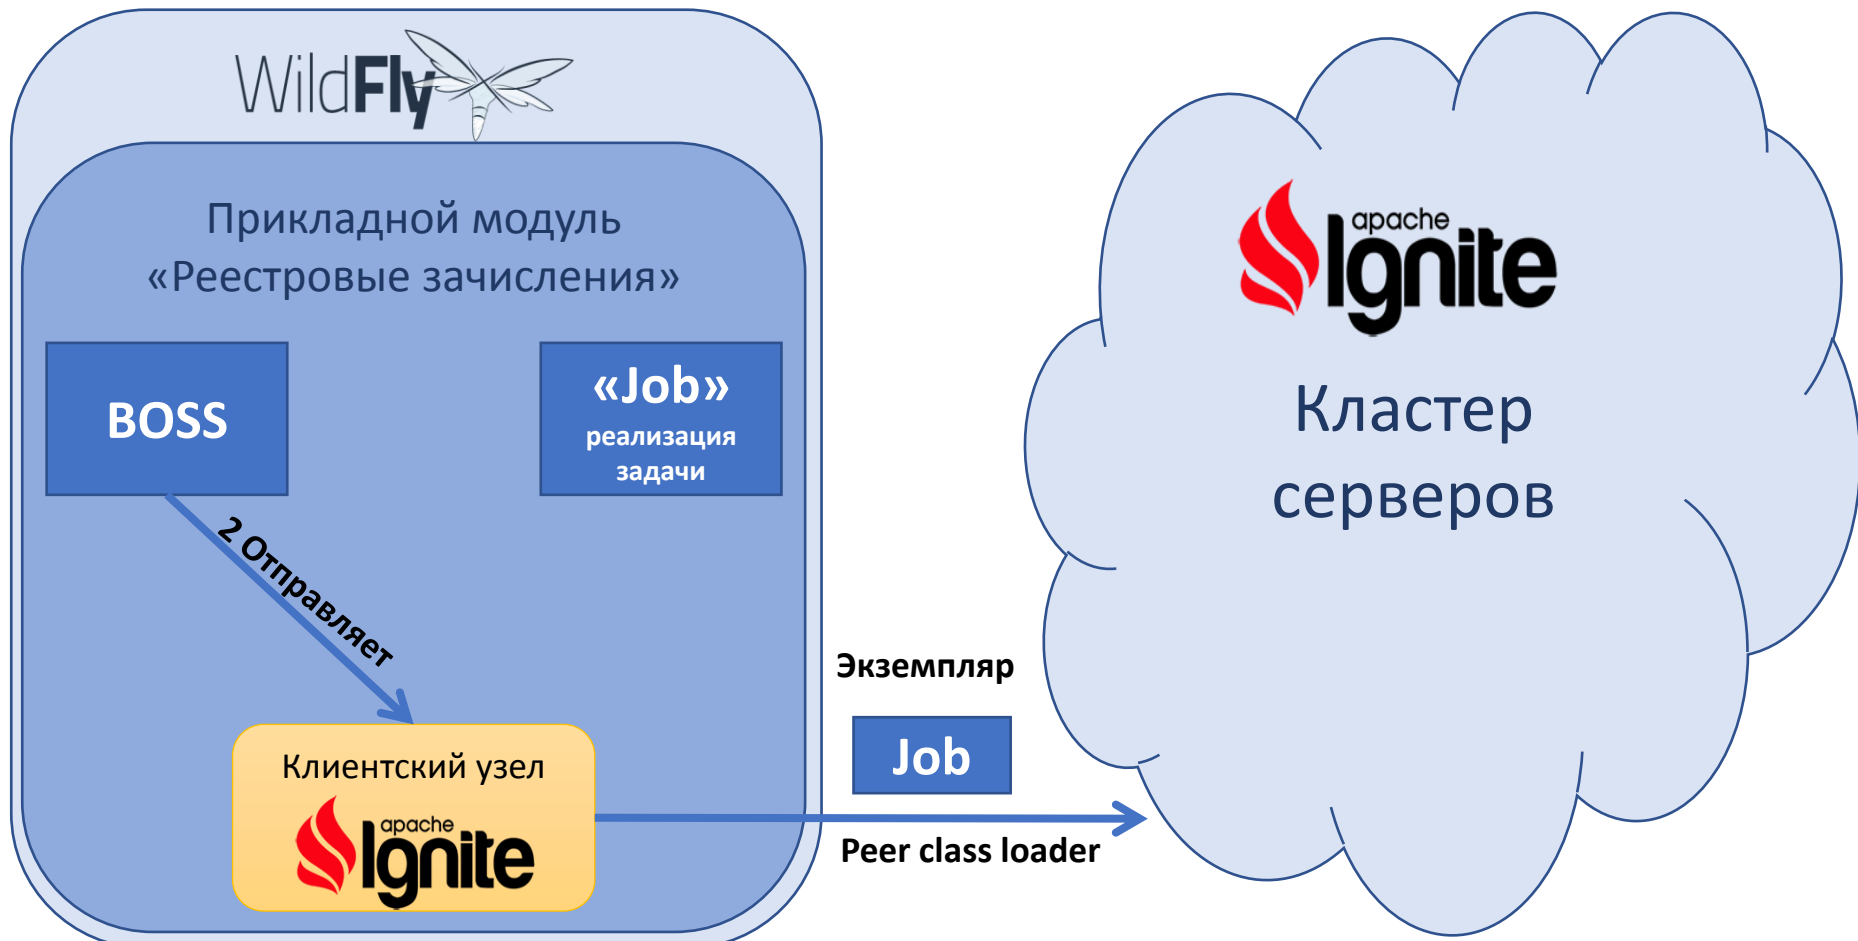 WildFly
Прикладной модуль
«Реестровые зачисления»
BOSS
«Job»
реализация
задачи
2 Отправляет
Клиентский узел
apache
Ignite
Экземпляр
Job
Peer class loader
apache
Ignite
Кластер
серверов